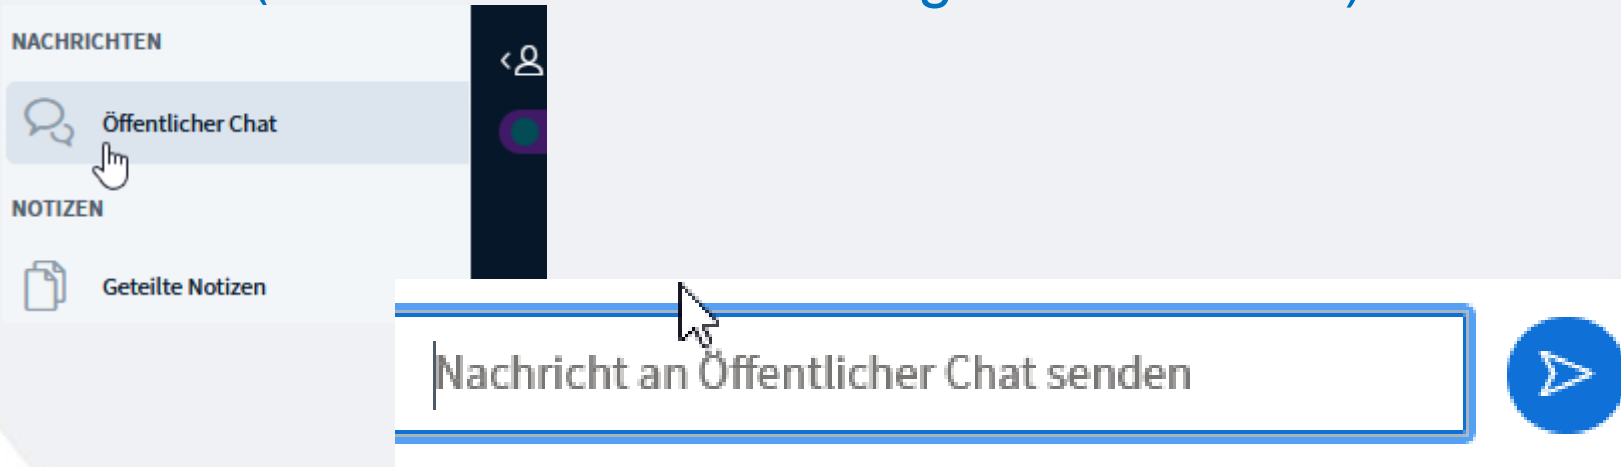 NACHRICHTEN
Öffentlicher Chat
NOTIZEN
Geteilte Notizen
Nachricht an Öffentlicher Chat senden